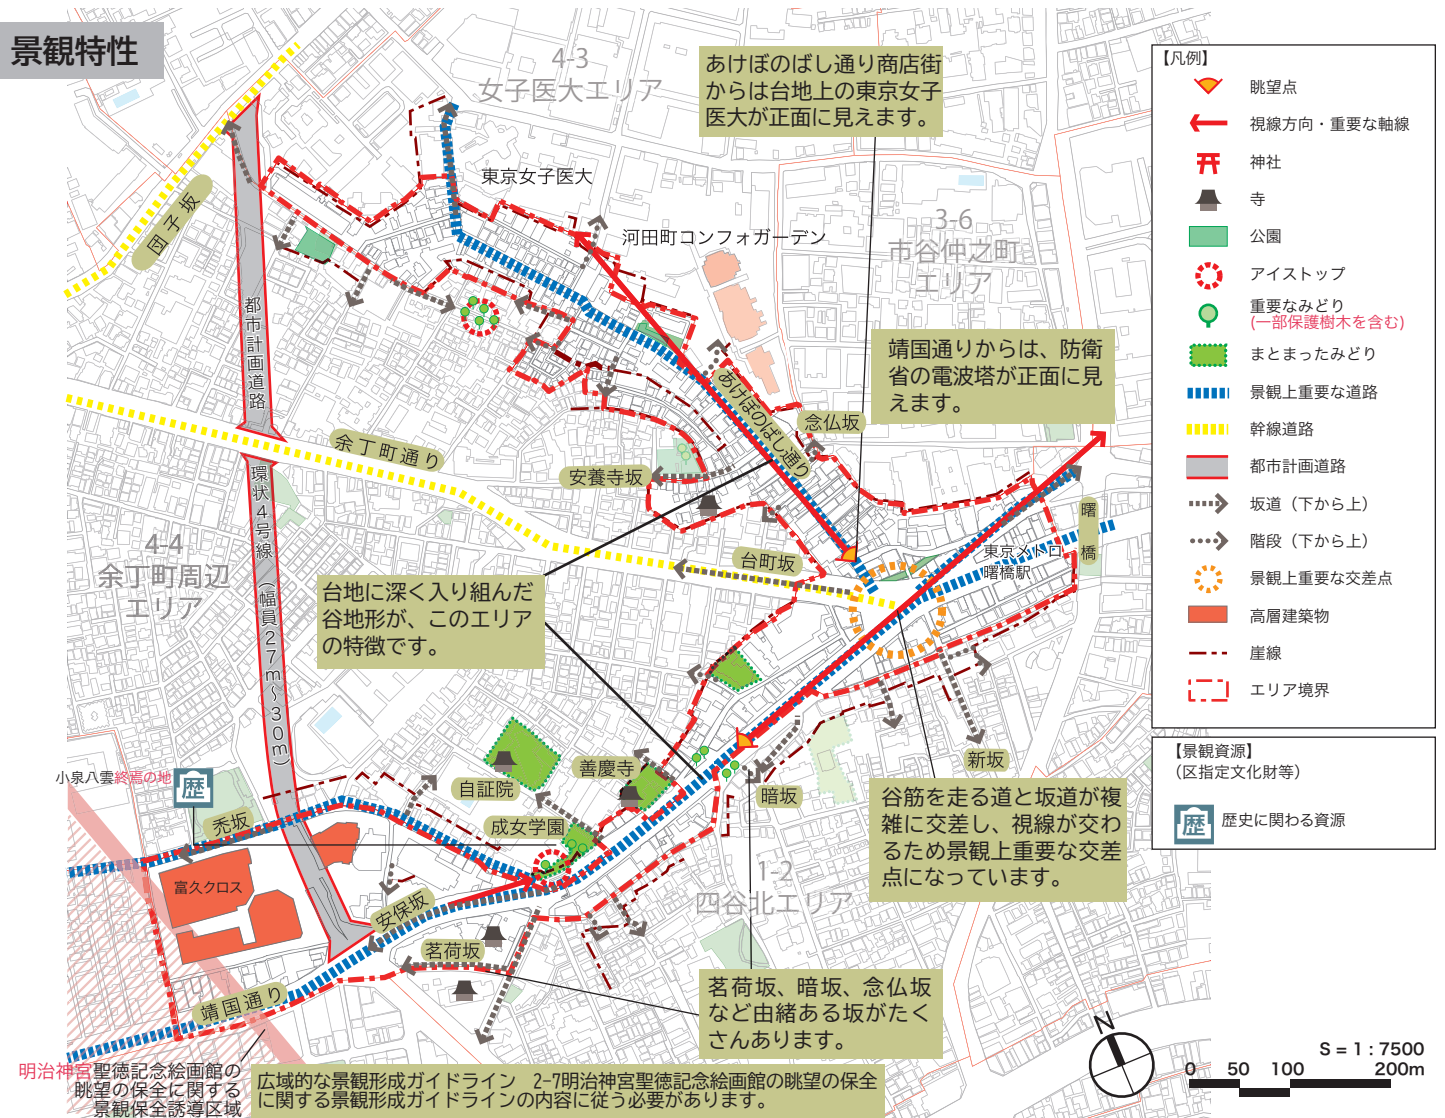 景観特性
4-3
女子医大エリア
あけぼのばし通り商店街
からは台地上の東京女子
医大が正面に見えます。
東京女子医大
河田町コンフォガーデン
3-6
市谷仲之町
エリア
団子坂
都市計画道路
靖国通りからは、防衛
省の電波塔が正面に見
えます。
あけぼのばし通り
念仏坂
余丁町通り
安養寺坂
環状4号線（幅員27m～30m）
4-4
余丁町周辺
エリア
台町坂
東京メトロ
曙橋駅
曙橋
台地に深く入り組んだ
谷地形が、このエリア
の特徴です。
小泉八雲終焉の地
歴
禿坂
自証院
善慶寺
成女学園
暗坂
新坂
谷筋を走る道と坂道が複
雑に交差し、視線が交わ
るため景観上重要な交差
点になっています。
富久クロス
安保坂
1-2
四谷北エリア
茗荷坂
靖国通り
茗荷坂、暗坂、念仏坂
など由緒ある坂がたく
さんあります。
明治神宮聖徳記念絵画館の
眺望の保全に関する
景観保全誘導区域
広域的な景観形成ガイドライン　2-7明治神宮聖徳記念絵画館の眺望の保全
に関する景観形成ガイドラインの内容に従う必要があります。
【凡例】
眺望点
視線方向・重要な軸線
神社
寺
公園
アイストップ
重要なみどり
(一部保護樹木を含む)
まとまったみどり
景観上重要な道路
幹線道路
都市計画道路
坂道（下から上）
階段（下から上）
景観上重要な交差点
高層建築物
崖線
エリア境界
【景観資源】
（区指定文化財等）
歴
歴史に関わる資源
N
S = 1 : 7500
0 50 100 200m